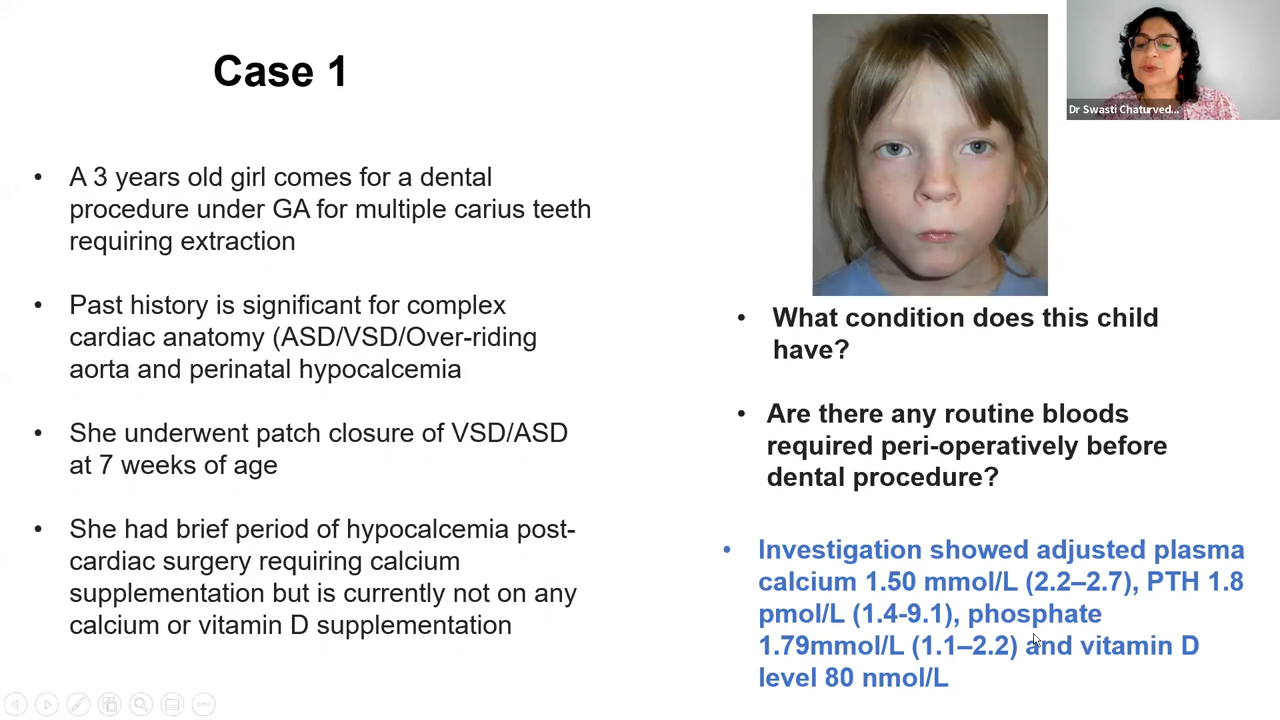 Case 1
• A 3 years old girl comes for a dental
procedure under GA for multiple carius teeth
requiring extraction
• Past history is significant for complex
cardiac anatomy (ASD/VSD/Over-riding
aorta and perinatal hypocalcemia
• She underwent patch closure of VSD/ASD
at 7 weeks of age
• She had brief period of hypocalcemia post-
cardiac surgery requiring calcium
supplementation but is currently not on any
calcium or vitamin D supplementation
Dr Swasti Chaturved...
• What condition does this child
have?
• Are there any routine bloods
required peri-operatively before
dental procedure?
• Investigation showed adjusted plasma
calcium 1.50 mmol/L (2.2–2.7), PTH 1.8
pmol/L (1.4-9.1), phosphate
1.79mmol/L (1.1–2.2) and vitamin D
level 80 nmol/L